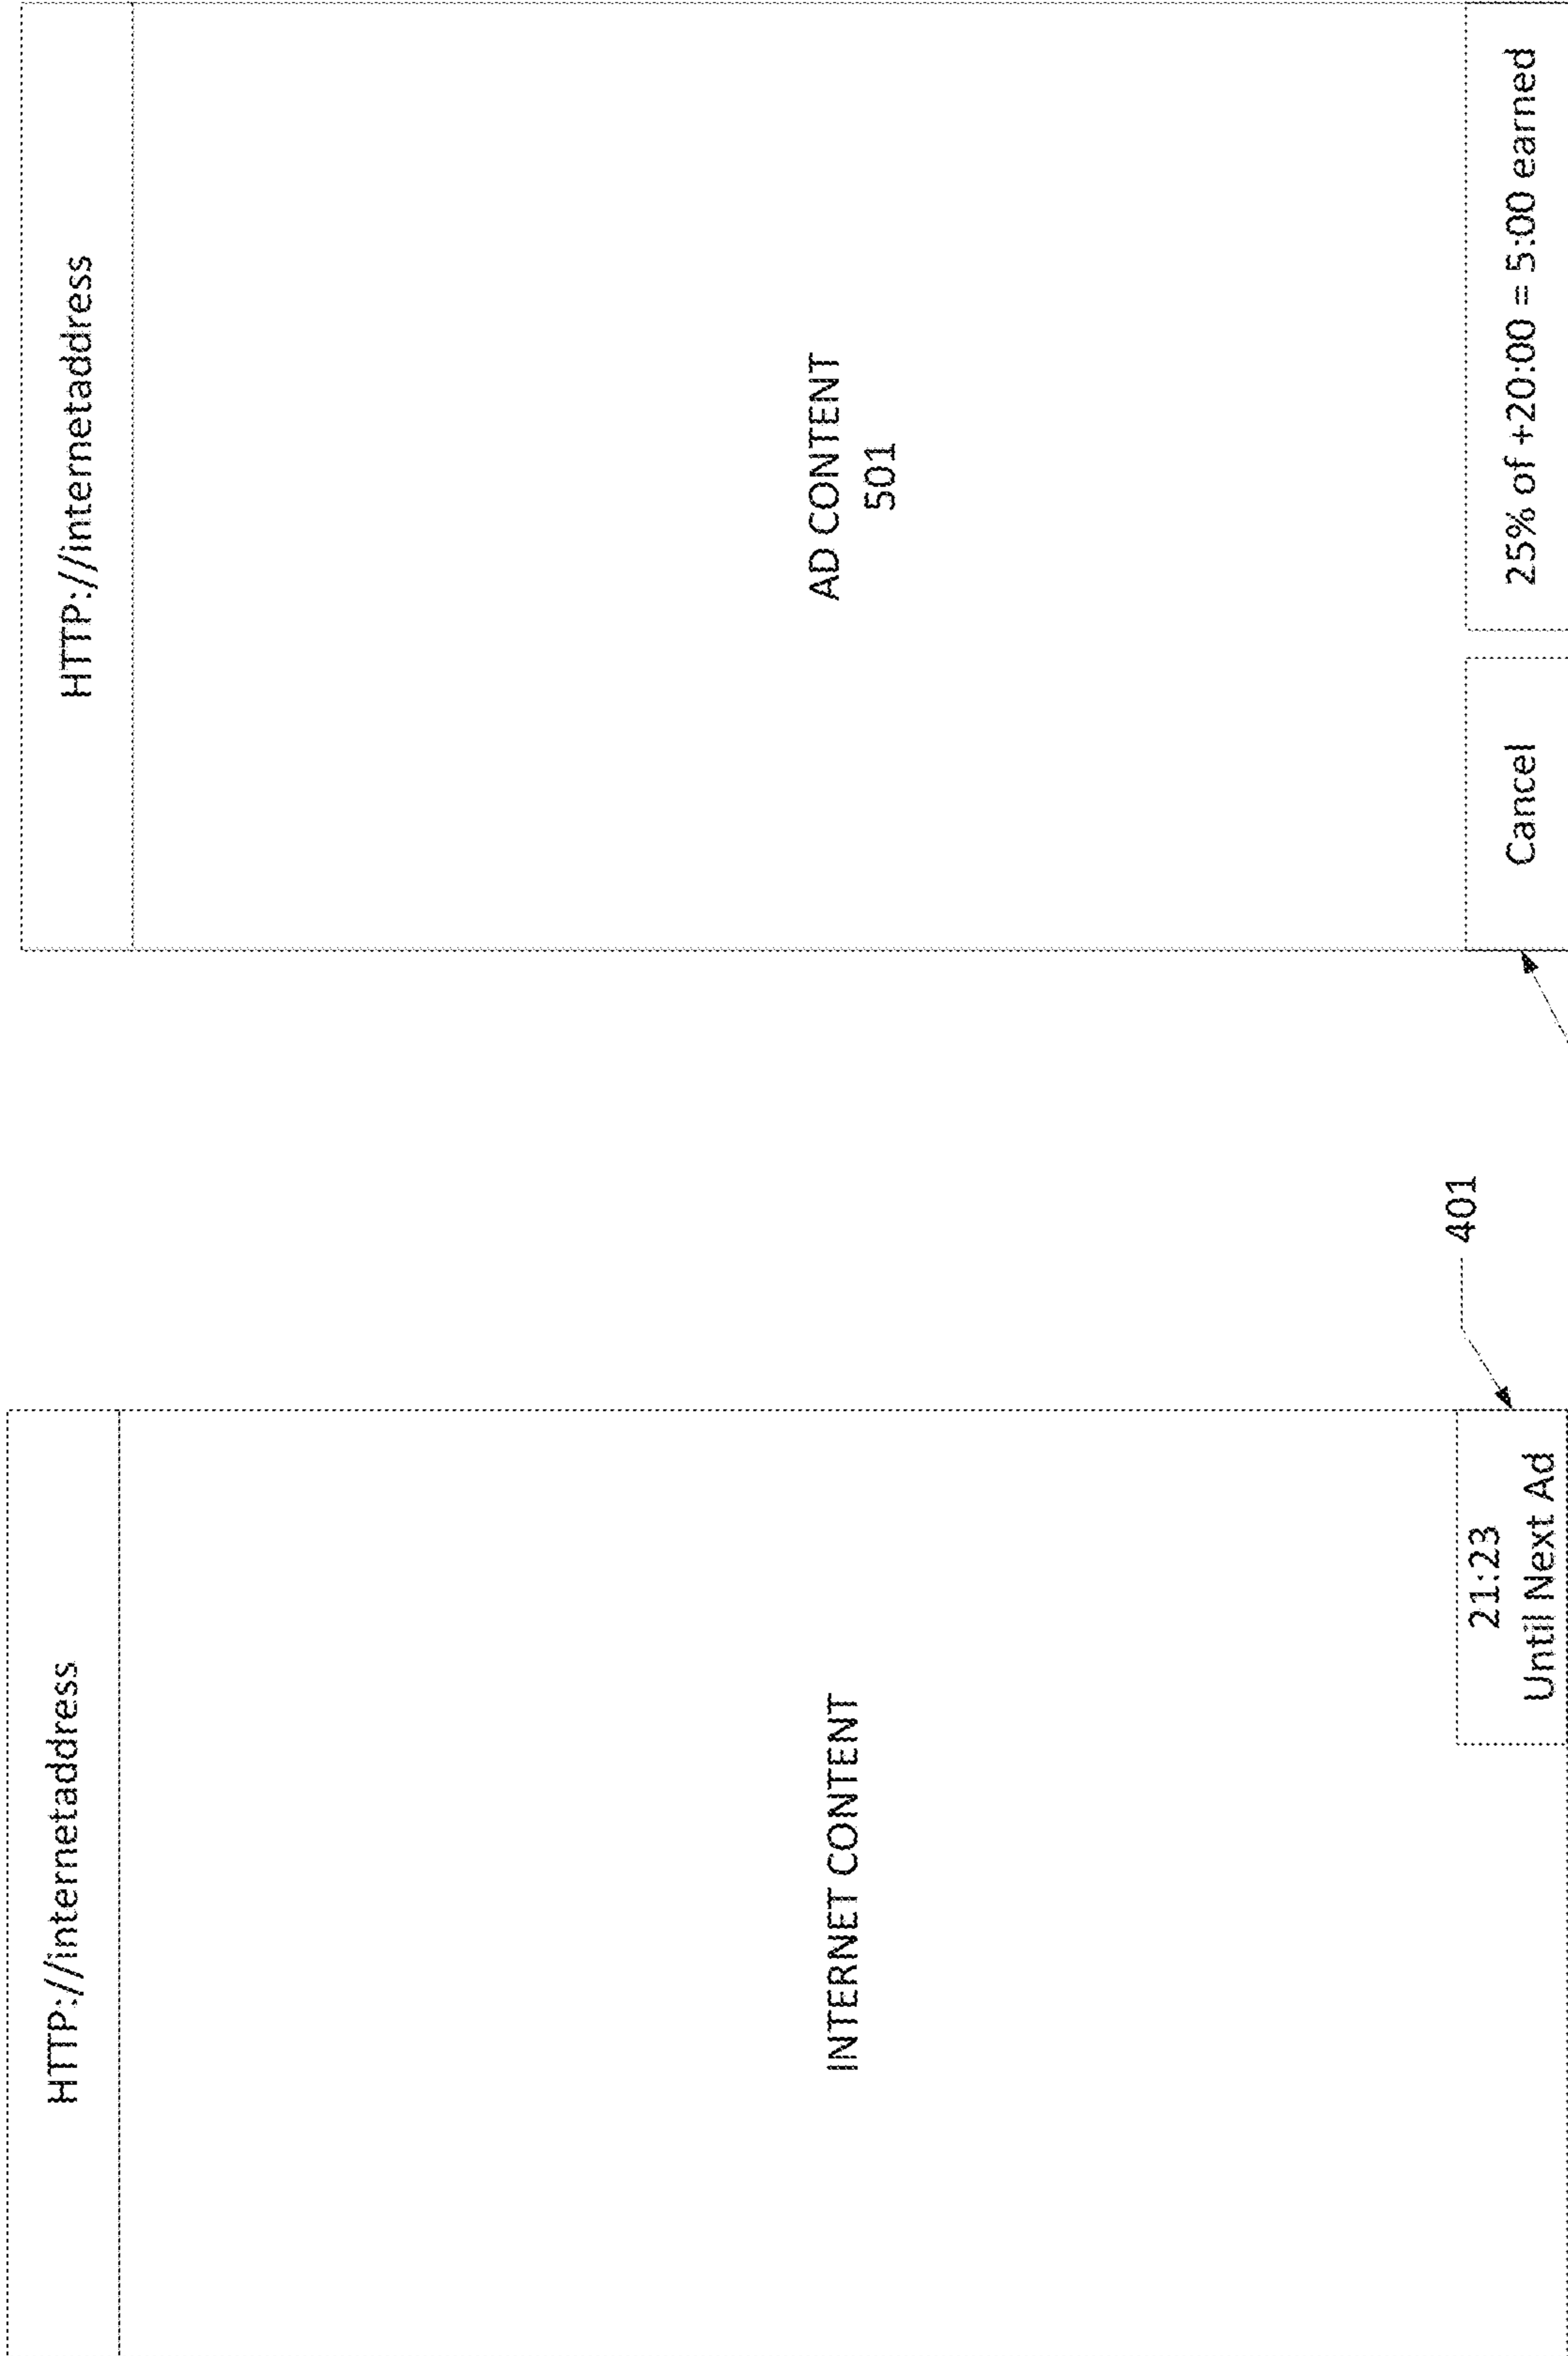 HTTP://internetaddress
INTERNET CONTENT
21:23
Until Next Ad
401
HTTP://internetaddress
AD CONTENT
501
Cancel
25% of +20:00 = 5:00 earned